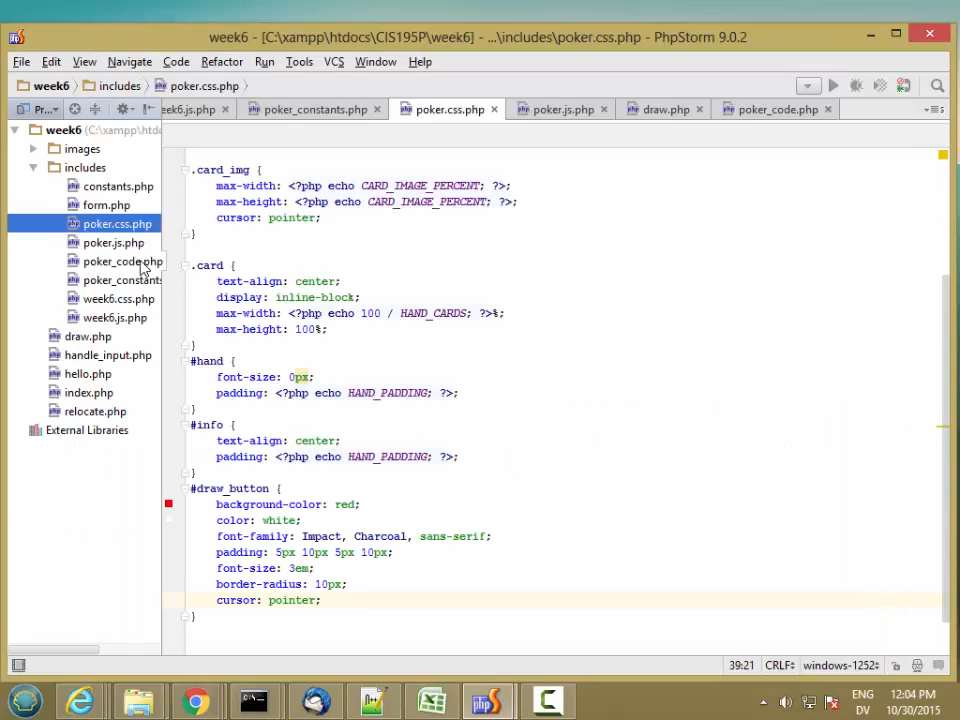 week6 - [C:\xampp\htdocs\CIS195P\week6] - ...\includes\poker.css.php - PhpStorm 9.0.2
File Edit View Navigate Code Refactor Run Tools VCS Window Help
week6 includes poker.css.php
Pr... eek6.js.php poker_constants.php poker.css.php poker.js.php draw.php poker_code.php
week6 (C:\xampp\htdo
images
includes
constants.php
form.php
poker.css.php
poker.js.php
poker_code.php
poker_constants
week6.css.php
week6.js.php
draw.php
handle_input.php
hello.php
index.php
relocate.php
External Libraries
.card_img {
max-width: <?php echo CARD_IMAGE_PERCENT; ?>;
max-height: <?php echo CARD_IMAGE_PERCENT; ?>;
cursor: pointer;
}
.card {
text-align: center;
display: inline-block;
max-width: <?php echo 100 / HAND_CARDS; ?>%;
max-height: 100%;
}
#hand {
font-size: 0px;
padding: <?php echo HAND_PADDING; ?>;
}
#info {
text-align: center;
padding: <?php echo HAND_PADDING; ?>;
}
#draw_button {
background-color: red;
color: white;
font-family: Impact, Charcoal, sans-serif;
padding: 5px 10px 5px 10px;
font-size: 3em;
border-radius: 10px;
cursor: pointer;
}
39:21 CRLF windows-1252
ENG 12:04 PM
DV 10/30/2015